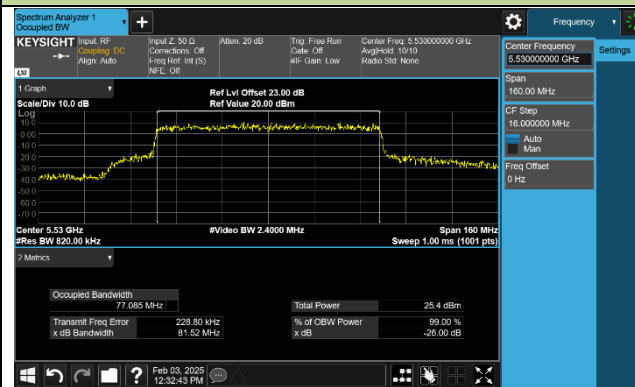 Spectrum Analyzer 1
Occupied BW
Frequency
KEYSIGHT
Input: RF
Coupling: DC
Align: Auto
Input Z: 50 Ω
Corrections: Off
Freq Ref: Int (S)
NFE: Off
Atten: 20 dB
Trig: Free Run
Gate: Off
#IF Gain: Low
Center Freq: 5.530000000 GHz
Avg|Hold: 10/10
Radio Std: None
LXI
Center Frequency
5.530000000 GHz
Settings
Span
160.00 MHz
CF Step
16.000000 MHz
Auto
Man
Freq Offset
0 Hz
1 Graph
Scale/Div 10.0 dB
Ref Lvl Offset 23.00 dB
Ref Value 20.00 dBm
Log
10.0
0.00
-10.0
-20.0
-30.0
-40.0
-50.0
-60.0
-70.0
Center 5.53 GHz
#Video BW 2.4000 MHz
Span 160 MHz
#Res BW 820.00 kHz
Sweep 1.00 ms (1001 pts)
2 Metrics
Occupied Bandwidth
77.085 MHz
Total Power
25.4 dBm
Transmit Freq Error
228.80 kHz
% of OBW Power
99.00 %
x dB Bandwidth
81.52 MHz
x dB
-26.00 dB
?
Feb 03, 2025
12:32:43 PM